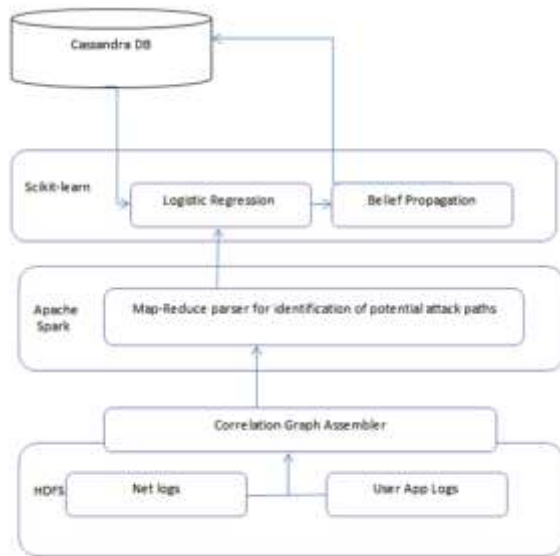 Cassandra DB
Scikit-learn
Logistic Regression
Belief Propagation
Apache
Spark
Map-Reduce parser for identification of potential attack paths
Correlation Graph Assembler
HDFS
Net logs
User App Logs